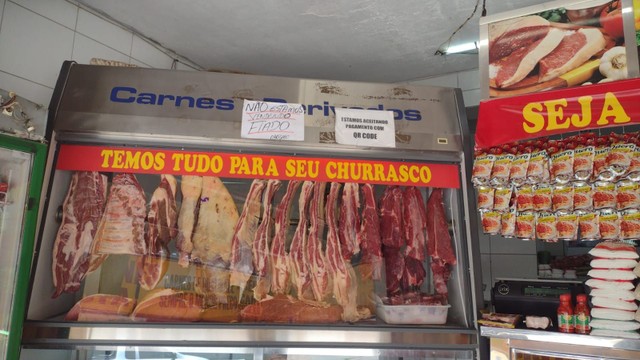 Carnes e Derivados
NÃO ESTAMOS
VENDENDO
FIADO
ESTAMOS ACEITANDO
PAGAMENTO COM
QR CODE
TEMOS TUDO PARA SEU CHURRASCO
SEJA